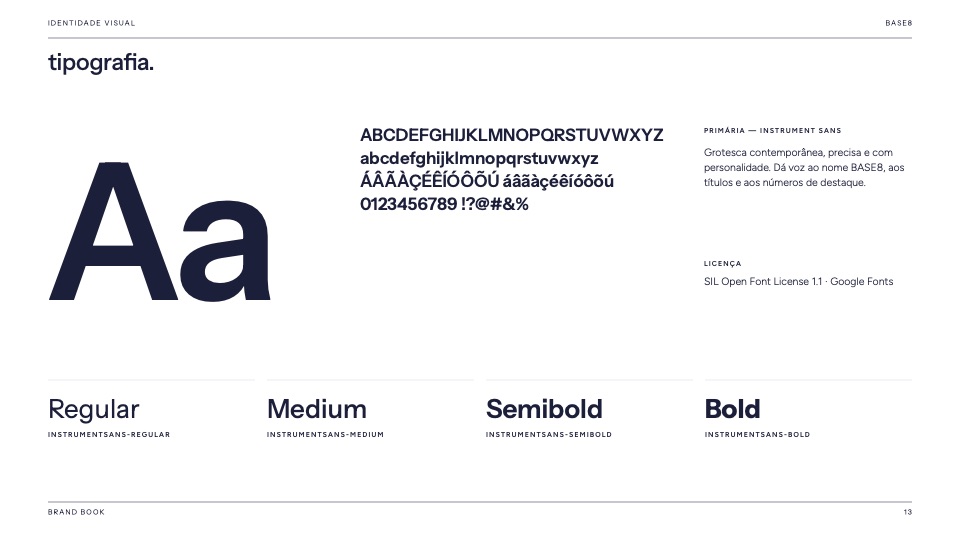 IDENTIDADE VISUAL
BASE8
tipografia.
Aa
ABCDEFGHIJKLMNOPQRSTUVWXYZ
abcdefghijklmnopqrstuvwxyz
ÁÂÃÀÇÉÊÍÓÔÕÚ áâãàçéêíóôõú
0123456789 !?@#&%
PRIMÁRIA — INSTRUMENT SANS
Grotesca contemporânea, precisa e com
personalidade. Dá voz ao nome BASE8, aos
títulos e aos números de destaque.
LICENÇA
SIL Open Font License 1.1 · Google Fonts
Regular
INSTRUMENTSANS-REGULAR
Medium
INSTRUMENTSANS-MEDIUM
Semibold
INSTRUMENTSANS-SEMIBOLD
Bold
INSTRUMENTSANS-BOLD
BRAND BOOK
13